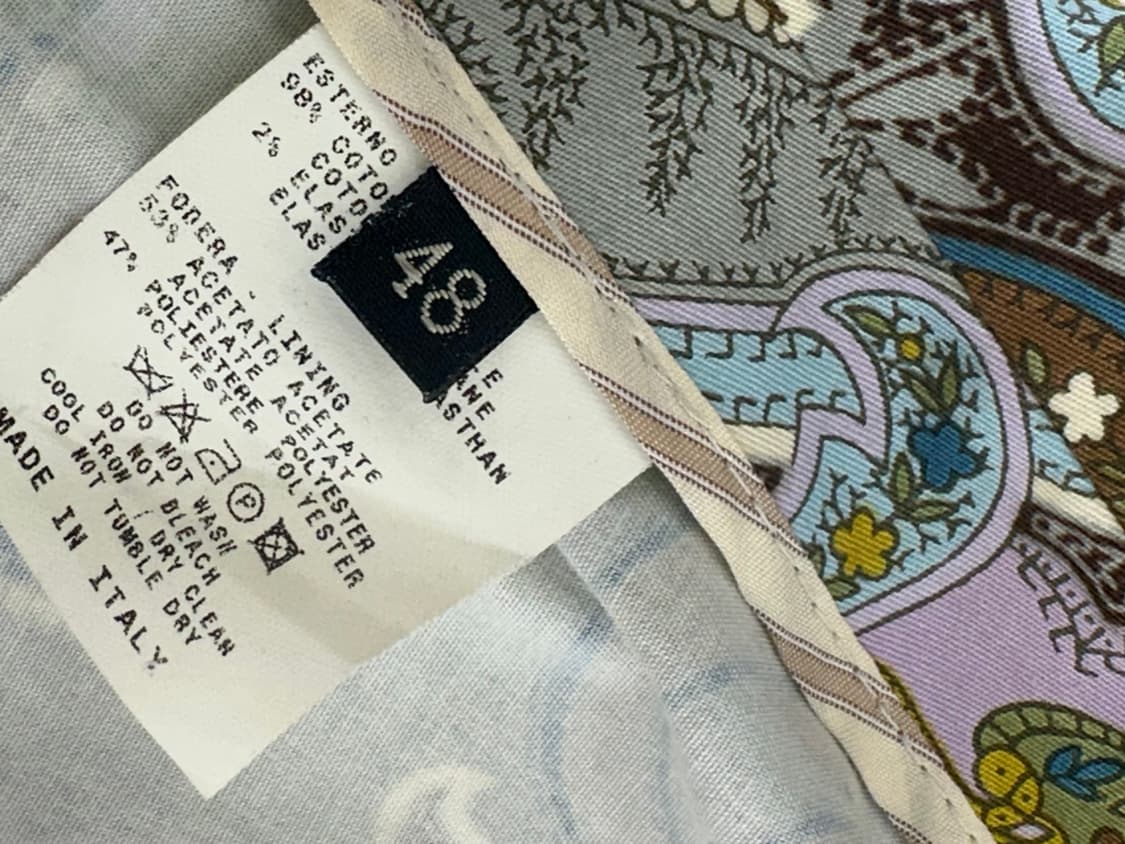 ESTERNO
98% COTO
COTO
2% ELAS
ELAS
48
FODERA - LINING
53% ACETATO ACETATE
ACETATE ACETAT
47% POLIESTERE POLYESTER
POLYESTER POLYESTER
DO NOT WASH
DO NOT BLEACH
COOL IRON / DRY CLEAN
DO NOT TUMBLE DRY
MADE IN ITALY